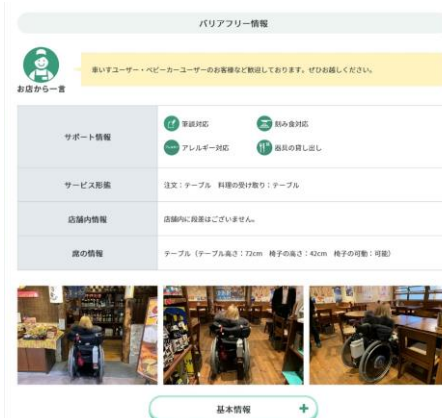 バリアフリー情報
お店から一言
車いすユーザー・ベビーカーユーザーのお客様など歓迎しております。ぜひお越しください。
サポート情報
筆談対応
刻み食対応
アレルギー対応
器具の貸し出し
サービス形態
注文：テーブル　料理の受け取り：テーブル
店舗内情報
店舗内に段差はございません。
席の情報
テーブル（テーブル高さ：72cm　椅子の高さ：42cm　椅子の可動：可能）
基本情報